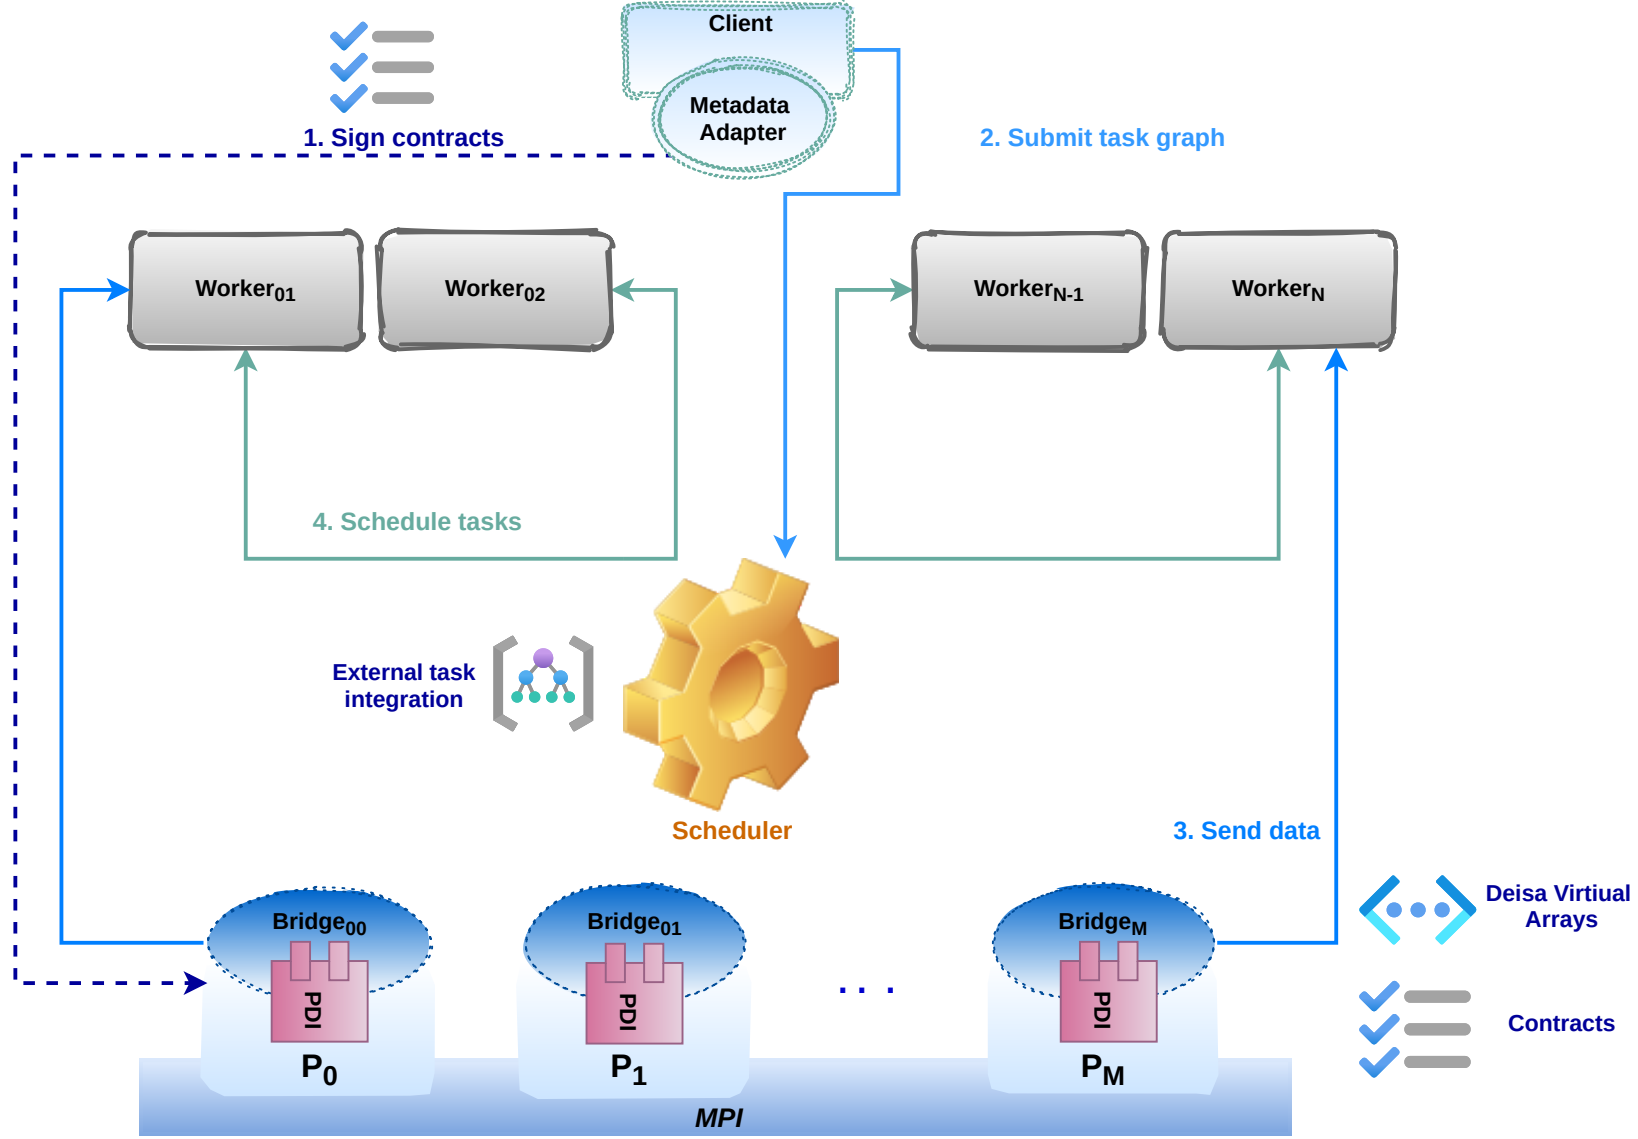 Client
Metadata
Adapter
1. Sign contracts
2. Submit task graph
Worker01
Worker02
WorkerN-1
WorkerN
4. Schedule tasks
External task
integration
Scheduler
3. Send data
Deisa Virtiual
Arrays
Bridge00
Bridge01
BridgeM
PDI
PDI
. . .
PDI
Contracts
P0
P1
PM
MPI